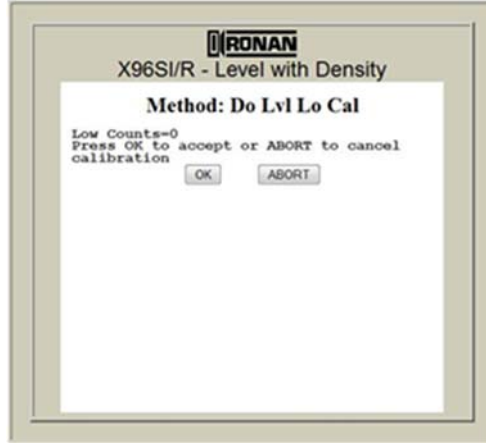 RONAN
X96SI/R - Level with Density
Method: Do Lvl Lo Cal
Low Counts=0
Press OK to accept or ABORT to cancel
calibration
OK ABORT